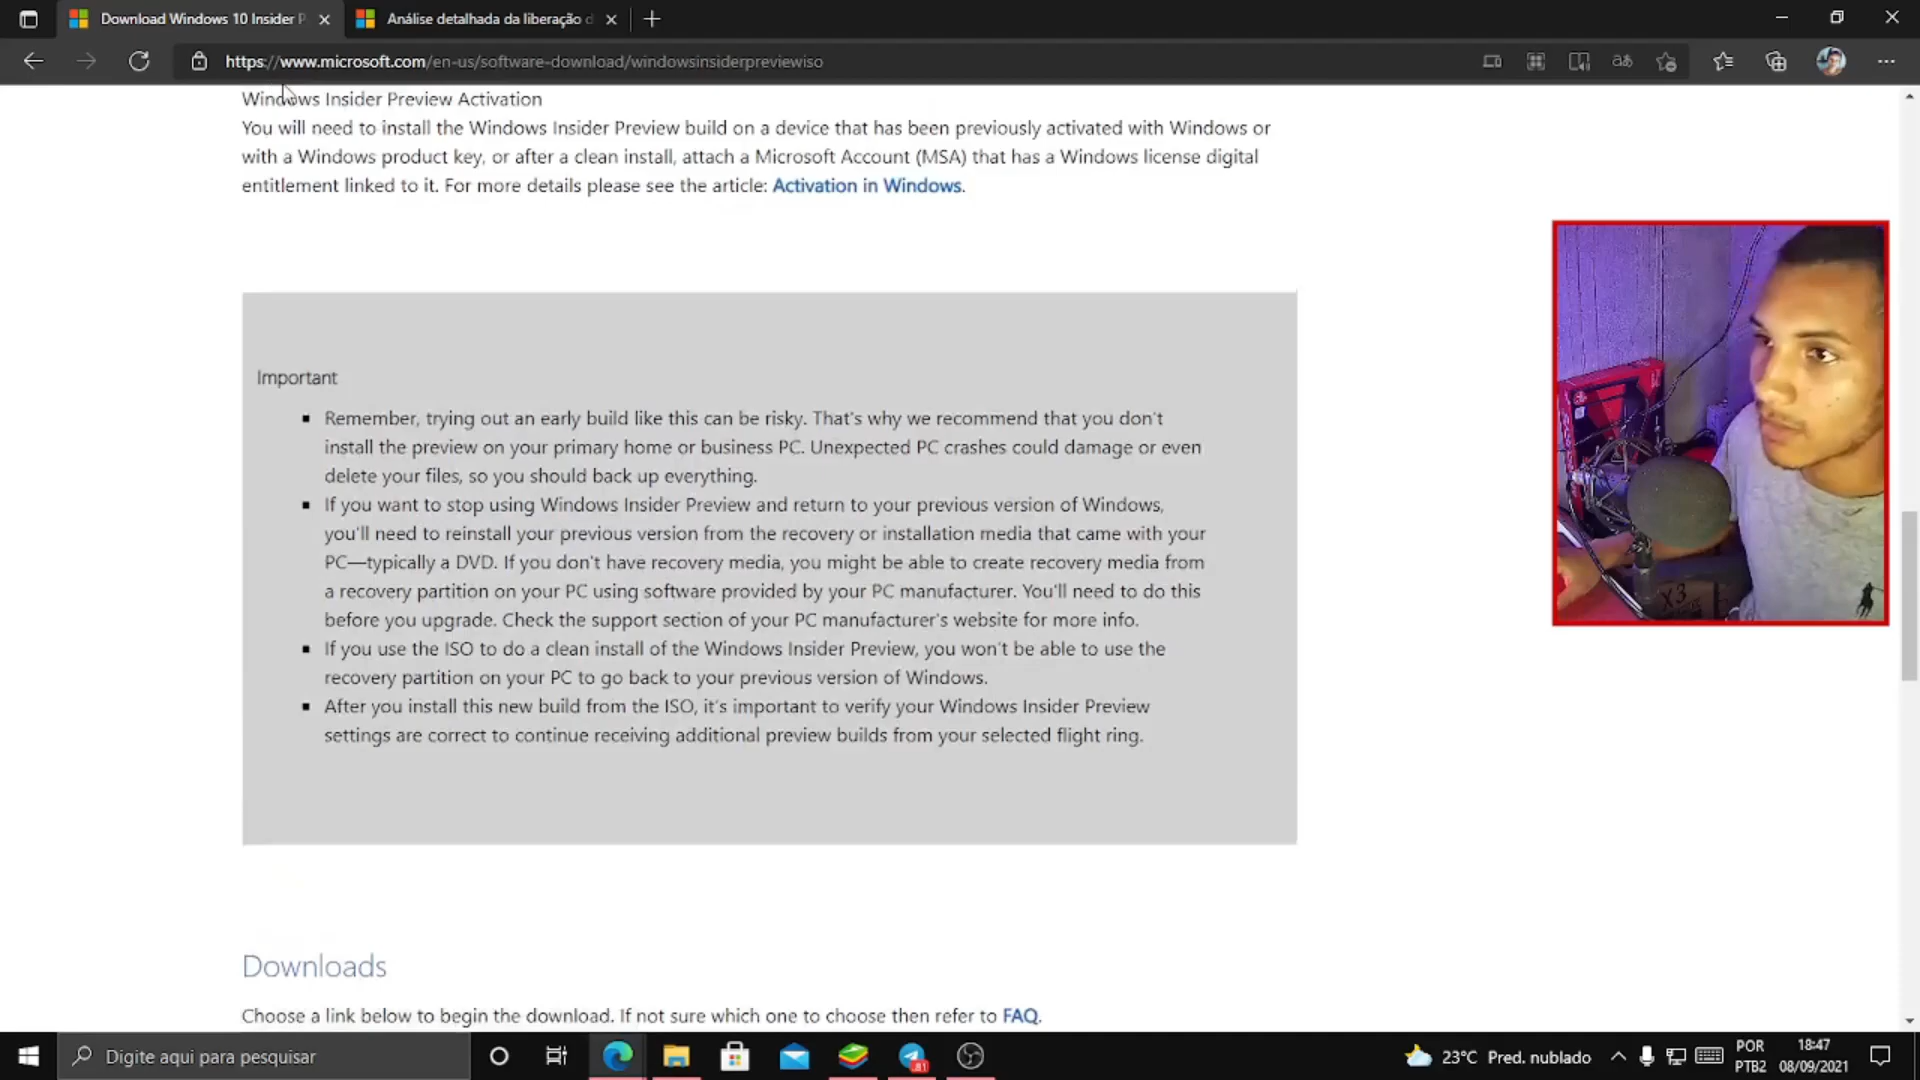 Download Windows 10 Insider P
Análise detalhada da liberação d
https://www.microsoft.com/en-us/software-download/windowsinsiderpreviewiso
aあ
Windows Insider Preview Activation
You will need to install the Windows Insider Preview build on a device that has been previously activated with Windows or
with a Windows product key, or after a clean install, attach a Microsoft Account (MSA) that has a Windows license digital
entitlement linked to it. For more details please see the article: Activation in Windows.
Important
Remember, trying out an early build like this can be risky. That's why we recommend that you don't
install the preview on your primary home or business PC. Unexpected PC crashes could damage or even
delete your files, so you should back up everything.
If you want to stop using Windows Insider Preview and return to your previous version of Windows,
you'll need to reinstall your previous version from the recovery or installation media that came with your
PC—typically a DVD. If you don't have recovery media, you might be able to create recovery media from
a recovery partition on your PC using software provided by your PC manufacturer. You'll need to do this
before you upgrade. Check the support section of your PC manufacturer's website for more info.
If you use the ISO to do a clean install of the Windows Insider Preview, you won't be able to use the
recovery partition on your PC to go back to your previous version of Windows.
After you install this new build from the ISO, it's important to verify your Windows Insider Preview
settings are correct to continue receiving additional preview builds from your selected flight ring.
X3
Downloads
Choose a link below to begin the download. If not sure which one to choose then refer to FAQ.
Digite aqui para pesquisar
23°C Pred. nublado
POR
PTB2
18:47
08/09/2021